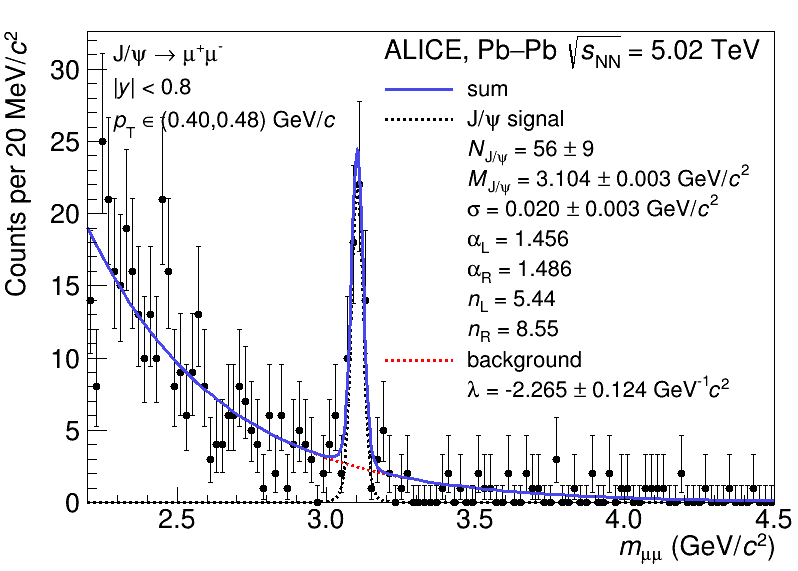 ALICE, Pb–Pb √s_NN = 5.02 TeV
J/ψ → μ⁺μ⁻
|y| < 0.8
p_T ∈ (0.40,0.48) GeV/c
sum
J/ψ signal
N_J/ψ = 56 ± 9
M_J/ψ = 3.104 ± 0.003 GeV/c²
σ = 0.020 ± 0.003 GeV/c²
α_L = 1.456
α_R = 1.486
n_L = 5.44
n_R = 8.55
background
λ = -2.265 ± 0.124 GeV⁻¹c²
Counts per 20 MeV/c²
30
25
20
15
10
5
0
2.5 3.0 3.5 4.0 4.5
m_μμ (GeV/c²)